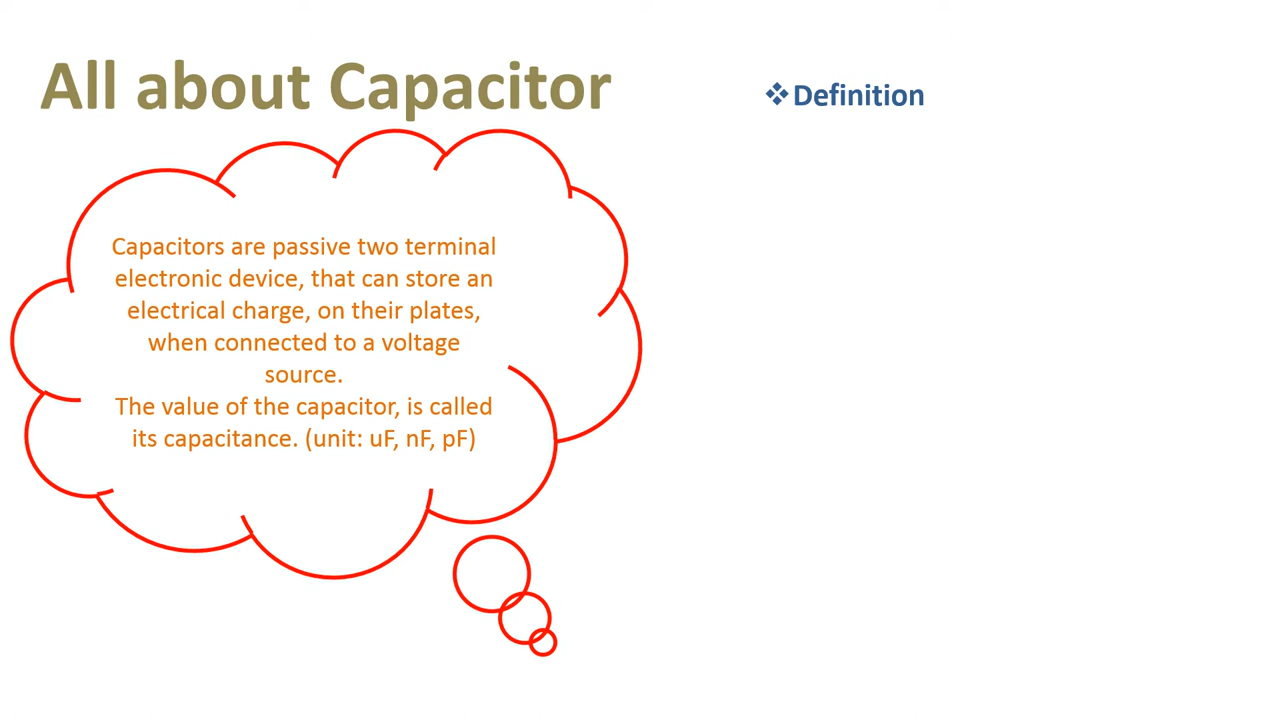 All about Capacitor
❖Definition
Capacitors are passive two terminal
electronic device, that can store an
electrical charge, on their plates,
when connected to a voltage
source.
The value of the capacitor, is called
its capacitance. (unit: uF, nF, pF)